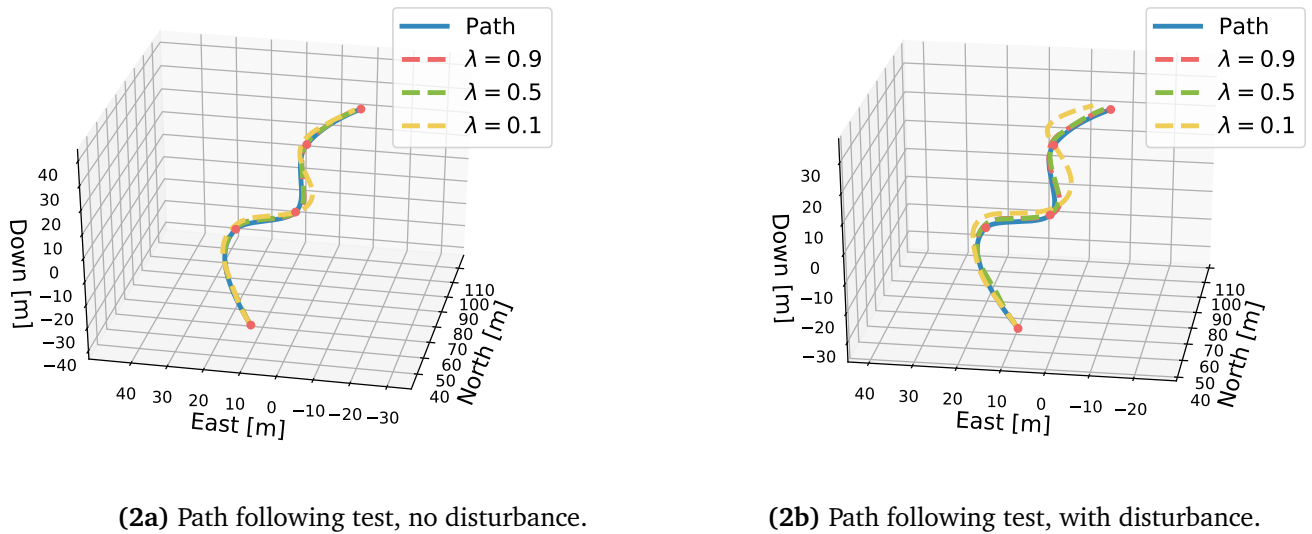 Path
λ = 0.9
λ = 0.5
λ = 0.1
40
30
20
10
0
−10
−20
−30
−40
Down [m]
40
30
20
10
0
−10
−20
−30
East [m]
40
50
60
70
80
90
100
110
North [m]
(2a) Path following test, no disturbance.
Path
λ = 0.9
λ = 0.5
λ = 0.1
30
20
10
0
−10
−20
−30
Down [m]
40
30
20
10
0
−10
−20
East [m]
40
50
60
70
80
90
100
110
North [m]
(2b) Path following test, with disturbance.